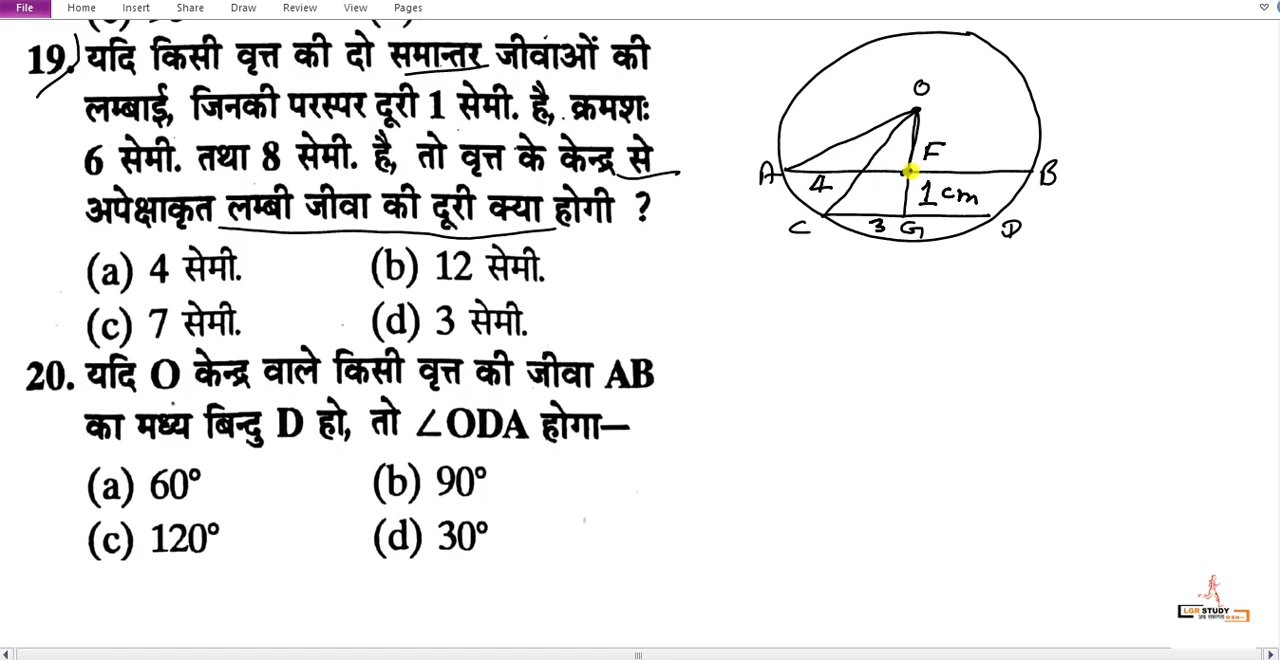 File Home Insert Share Draw Review View Pages
19. यदि किसी वृत्त की दो समान्तर जीवाओं की
लम्बाई, जिनकी परस्पर दूरी 1 सेमी. है, क्रमशः
6 सेमी. तथा 8 सेमी. है, तो वृत्त के केन्द्र से
अपेक्षाकृत लम्बी जीवा की दूरी क्या होगी ?
(a) 4 सेमी. (b) 12 सेमी.
(c) 7 सेमी. (d) 3 सेमी.
20. यदि O केन्द्र वाले किसी वृत्त की जीवा AB
का मध्य बिन्दु D हो, तो ∠ODA होगा—
(a) 60° (b) 90°
(c) 120° (d) 30°
O
F
A 4 B
1 cm
C 3 G D
LGR STUDY